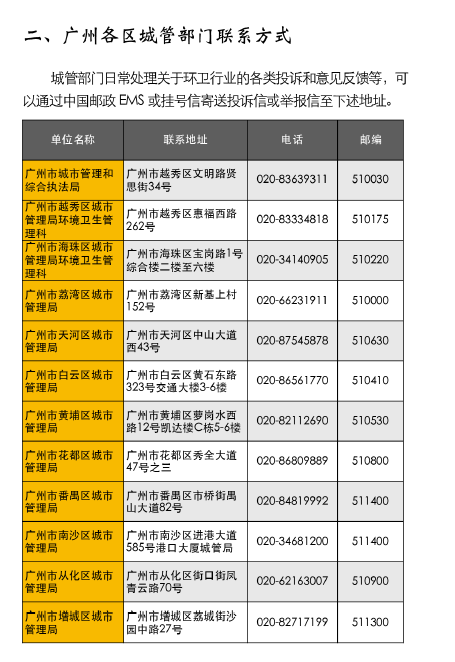 二、广州各区城管部门联系方式
城管部门日常处理关于环卫行业的各类投诉和意见反馈等，可
以通过中国邮政 EMS 或挂号信寄送投诉信或举报信至下述地址。
单位名称 联系地址 电话 邮编
广州市城市管理和
综合执法局
广州市越秀区文明路贤
思街34号
020-83639311 510030
广州市越秀区城市
管理局环境卫生管
理科
广州市越秀区惠福西路
262号
020-83334818 510175
广州市海珠区城市
管理局环境卫生管
理科
广州市海珠区宝岗路1号
综合楼二楼至六楼
020-34140905 510220
广州市荔湾区城市
管理局
广州市荔湾区新基上村
152号
020-66231911 510000
广州市天河区城市
管理局
广州市天河区中山大道
西43号
020-87545878 510630
广州市白云区城市
管理局
广州市白云区黄石东路
323号交通大楼3-6楼
020-86561770 510410
广州市黄埔区城市
管理局
广州市黄埔区萝岗水西
路12号凯达楼C栋5-6楼
020-82112690 510530
广州市花都区城市
管理局
广州市花都区秀全大道
47号之三
020-86809889 510800
广州市番禺区城市
管理局
广州市番禺区市桥街禺
山大道82号
020-84819992 511400
广州市南沙区城市
管理局
广州市南沙区进港大道
585号港口大厦城管局
020-34681200 511400
广州市从化区城市
管理局
广州市从化区街口街凤
青云路70号
020-62163007 510900
广州市增城区城市
管理局
广州市增城区荔城街沙
园中路27号
020-82717199 511300